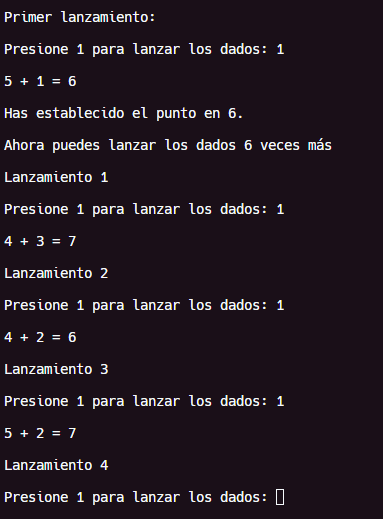 Primer lanzamiento:
Presione 1 para lanzar los dados: 1
5 + 1 = 6
Has establecido el punto en 6.
Ahora puedes lanzar los dados 6 veces más
Lanzamiento 1
Presione 1 para lanzar los dados: 1
4 + 3 = 7
Lanzamiento 2
Presione 1 para lanzar los dados: 1
4 + 2 = 6
Lanzamiento 3
Presione 1 para lanzar los dados: 1
5 + 2 = 7
Lanzamiento 4
Presione 1 para lanzar los dados: